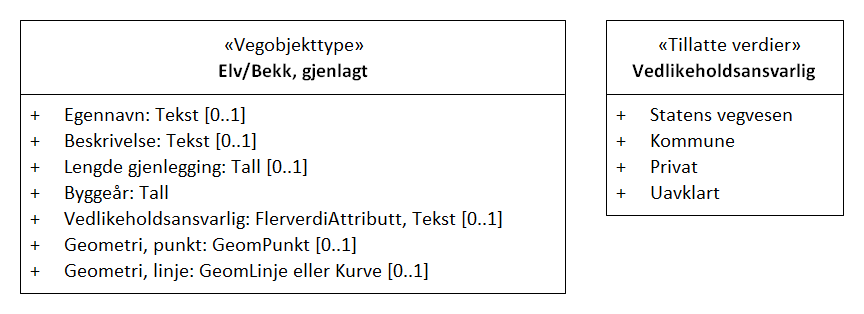 «Vegobjekttype»
Elv/Bekk, gjenlagt
+ Egennavn: Tekst [0..1]
+ Beskrivelse: Tekst [0..1]
+ Lengde gjenlegging: Tall [0..1]
+ Byggeår: Tall
+ Vedlikeholdsansvarlig: FlerverdiAttributt, Tekst [0..1]
+ Geometri, punkt: GeomPunkt [0..1]
+ Geometri, linje: GeomLinje eller Kurve [0..1]
«Tillatte verdier»
Vedlikeholdsansvarlig
+ Statens vegvesen
+ Kommune
+ Privat
+ Uavklart